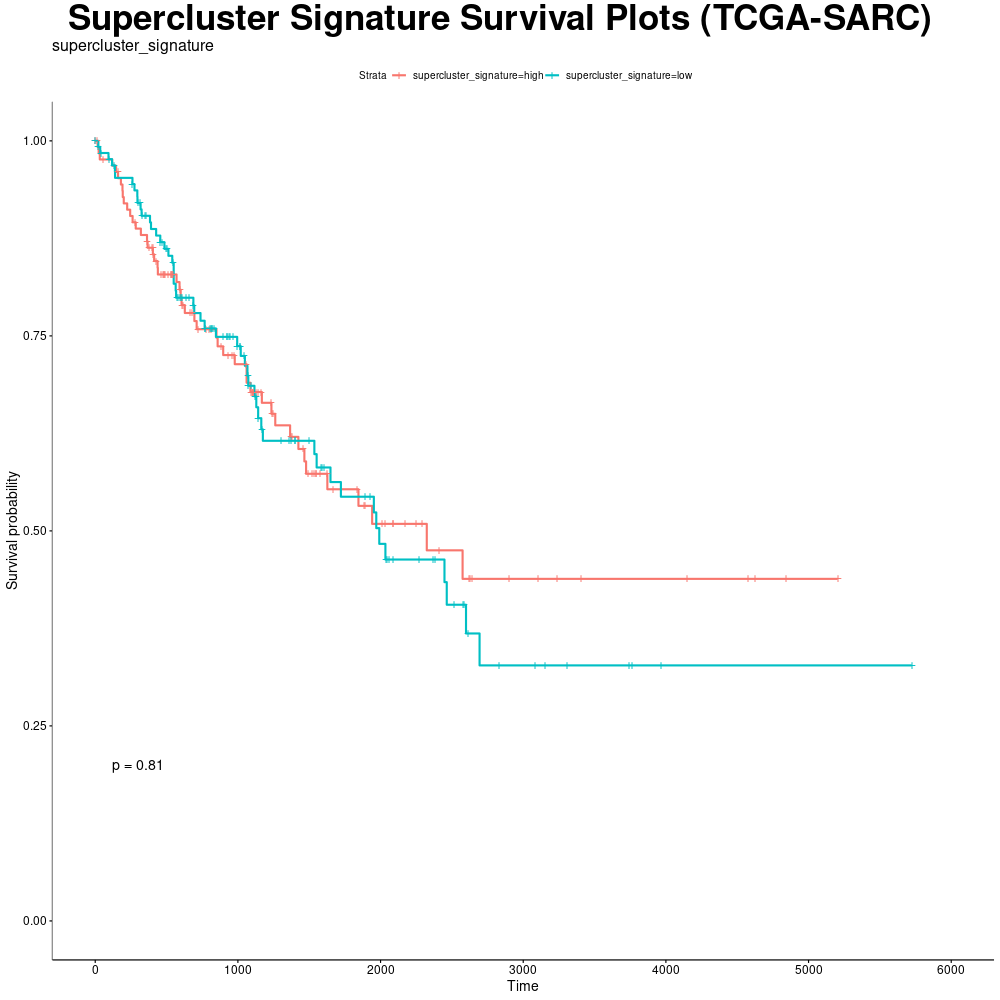 Supercluster Signature Survival Plots (TCGA-SARC)
supercluster_signature
Strata supercluster_signature=high supercluster_signature=low
1.00
0.75
0.50
0.25
0.00
Survival probability
p = 0.81
0 1000 2000 3000 4000 5000 6000
Time